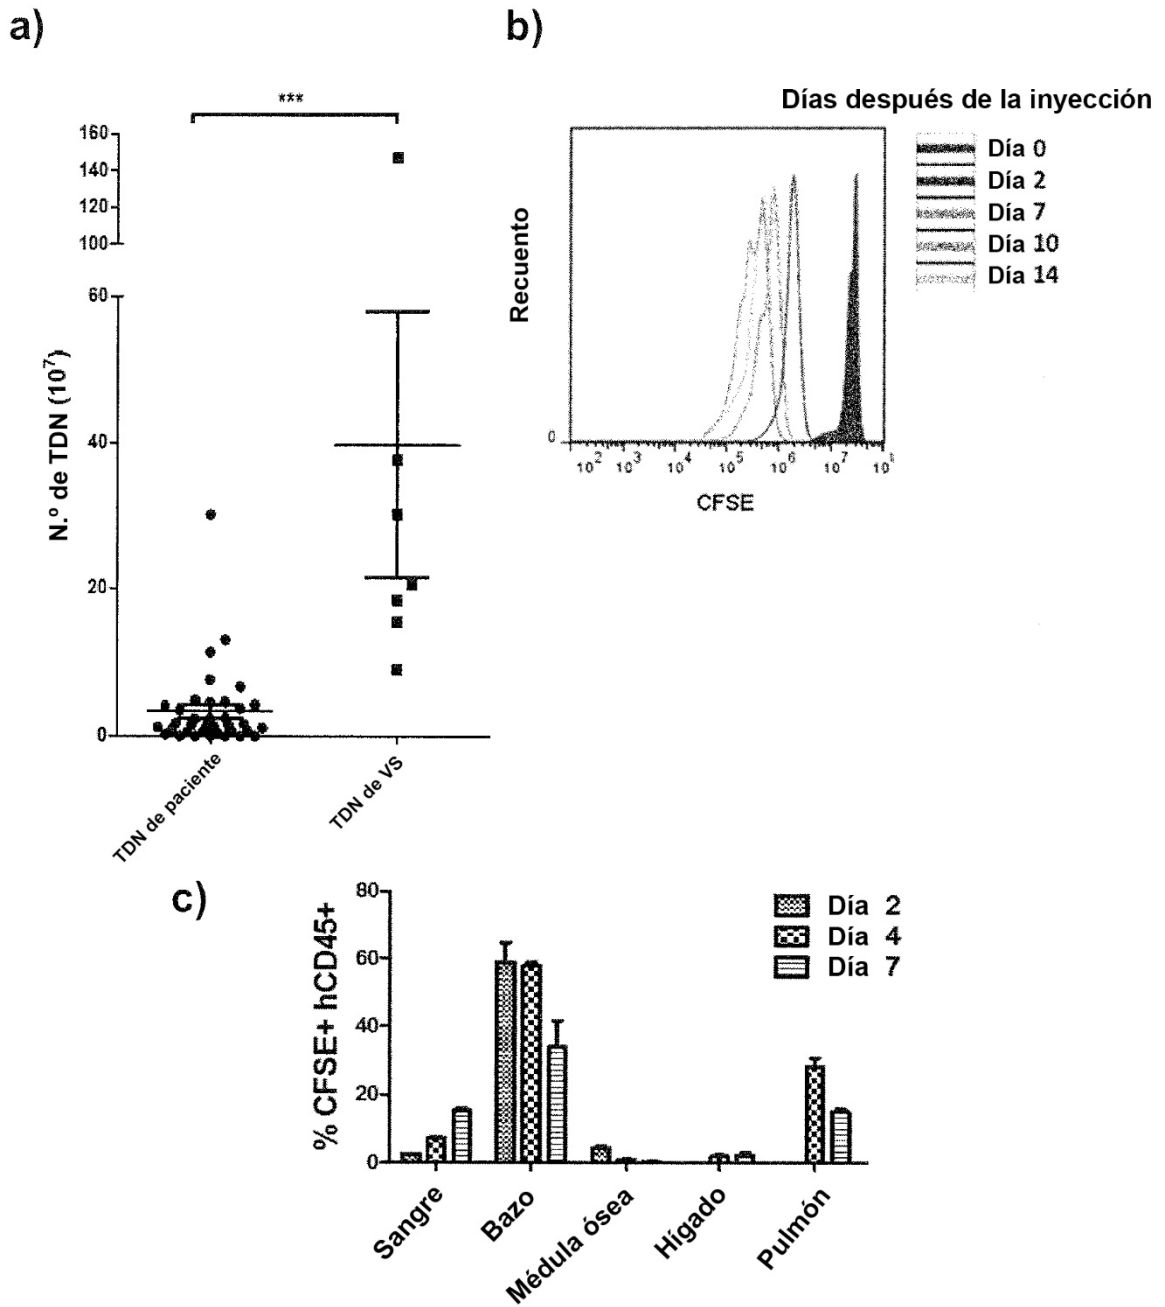 a)
***
160
140
120
100
60
40
20
0
N.º de TDN (10⁷)
TDN de paciente
TDN de VS
b)
Días después de la inyección
Día 0
Día 2
Día 7
Día 10
Día 14
Recuento
0
10² 10³ 10⁴ 10⁵ 10⁶ 10⁷
CFSE
c)
% CFSE+ hCD45+
80
60
40
20
0
Día 2
Día 4
Día 7
Sangre
Bazo
Médula ósea
Hígado
Pulmón